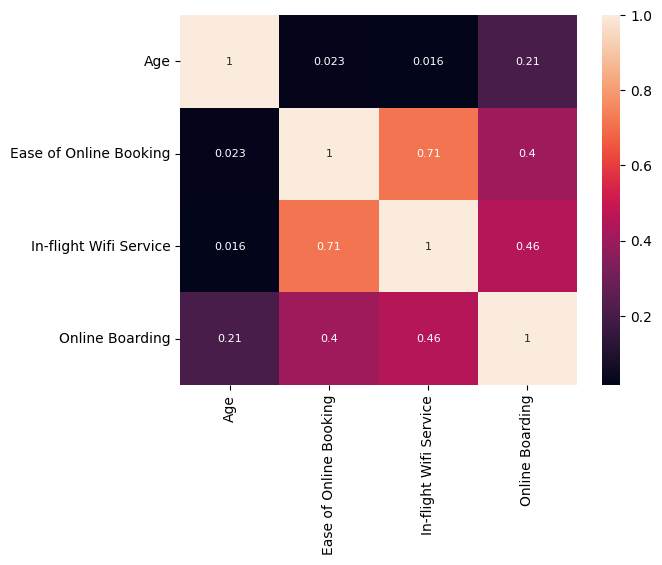 Age
1
0.023
0.016
0.21
Ease of Online Booking
0.023
1
0.71
0.4
In-flight Wifi Service
0.016
0.71
1
0.46
Online Boarding
0.21
0.4
0.46
1
Age
Ease of Online Booking
In-flight Wifi Service
Online Boarding
1.0
0.8
0.6
0.4
0.2